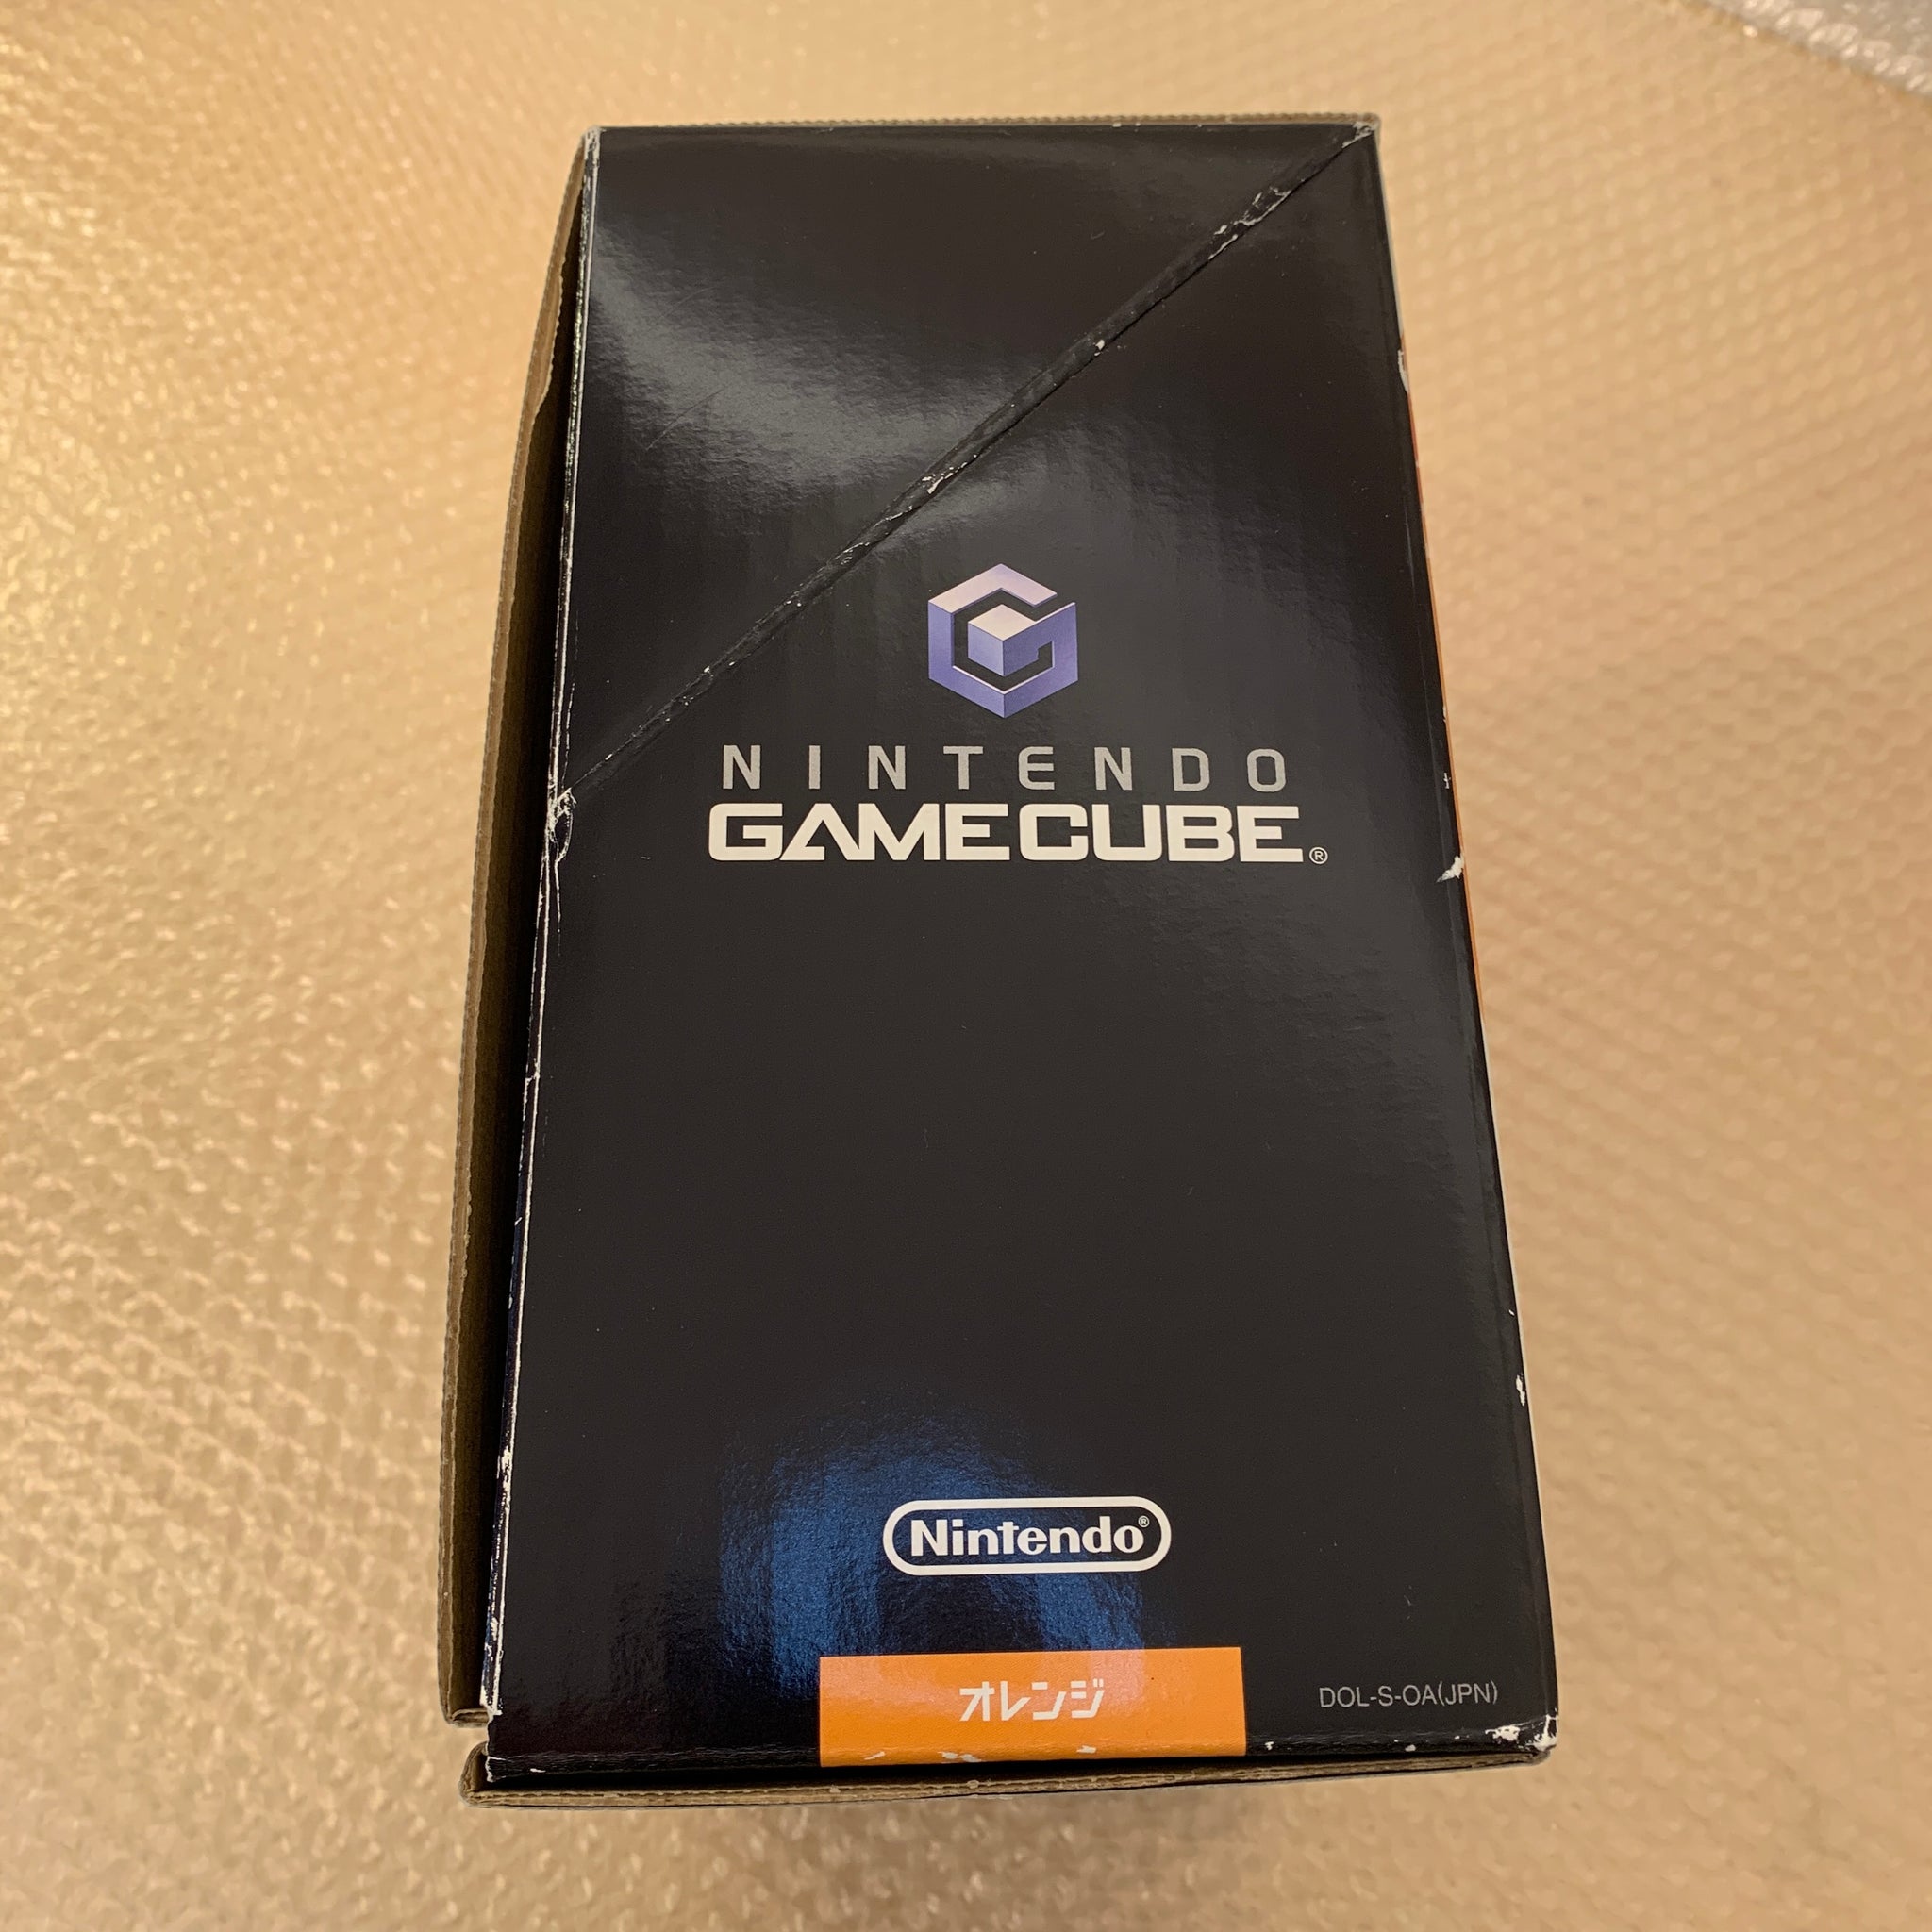 NINTENDO
GAMECUBE®
Nintendo®
オレンジ
DOL-S-OA(JPN)